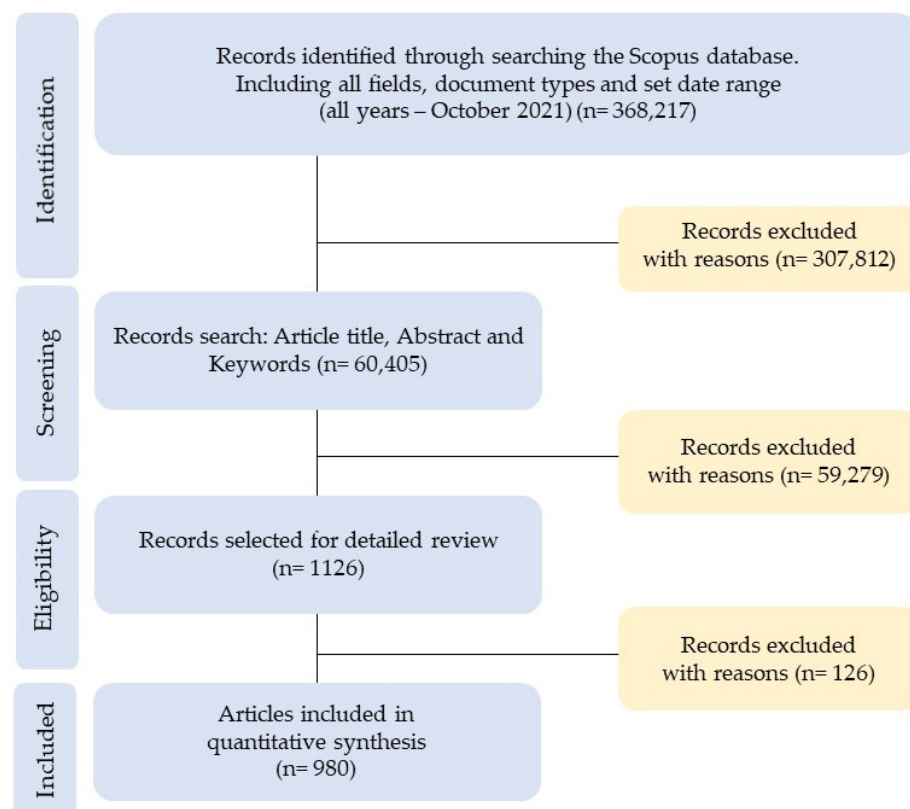 Identification
Records identified through searching the Scopus database.
Including all fields, document types and set date range
(all years – October 2021) (n= 368,217)
Records excluded
with reasons (n= 307,812)
Screening
Records search: Article title, Abstract and
Keywords (n= 60,405)
Records excluded
with reasons (n= 59,279)
Eligibility
Records selected for detailed review
(n= 1126)
Records excluded
with reasons (n= 126)
Included
Articles included in
quantitative synthesis
(n= 980)